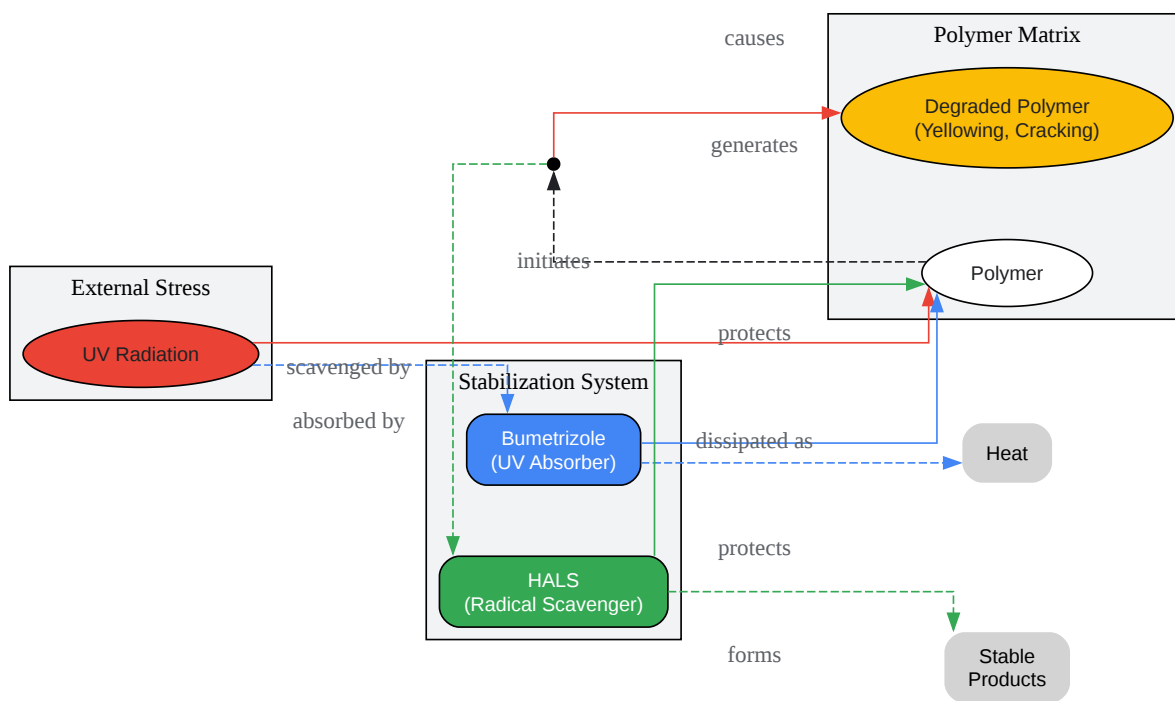 causes
Polymer Matrix
Degraded Polymer
(Yellowing, Cracking)
generates
initiates
Polymer
External Stress
UV Radiation
protects
scavenged by
Stabilization System
absorbed by
Bumetrizole
(UV Absorber)
dissipated as
Heat
protects
HALS
(Radical Scavenger)
forms
Stable
Products